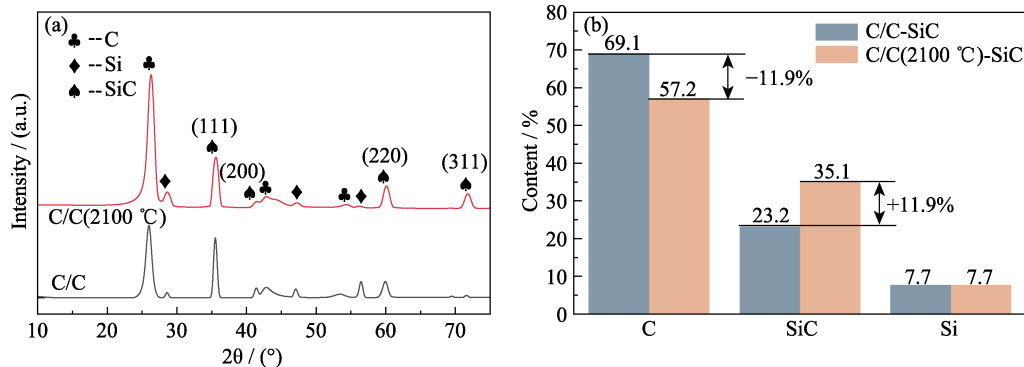 (a)
♣ --C
♦ --Si
♠ --SiC
(111)
(200)
(220)
(311)
C/C(2100 ℃)
C/C
Intensity / (a.u.)
10 20 30 40 50 60 70
2θ / (°)
(b)
C/C-SiC
C/C(2100 ℃)-SiC
80
70
60
50
40
30
20
10
0
Content / %
69.1
57.2
−11.9%
23.2
35.1
+11.9%
7.7 7.7
C SiC Si